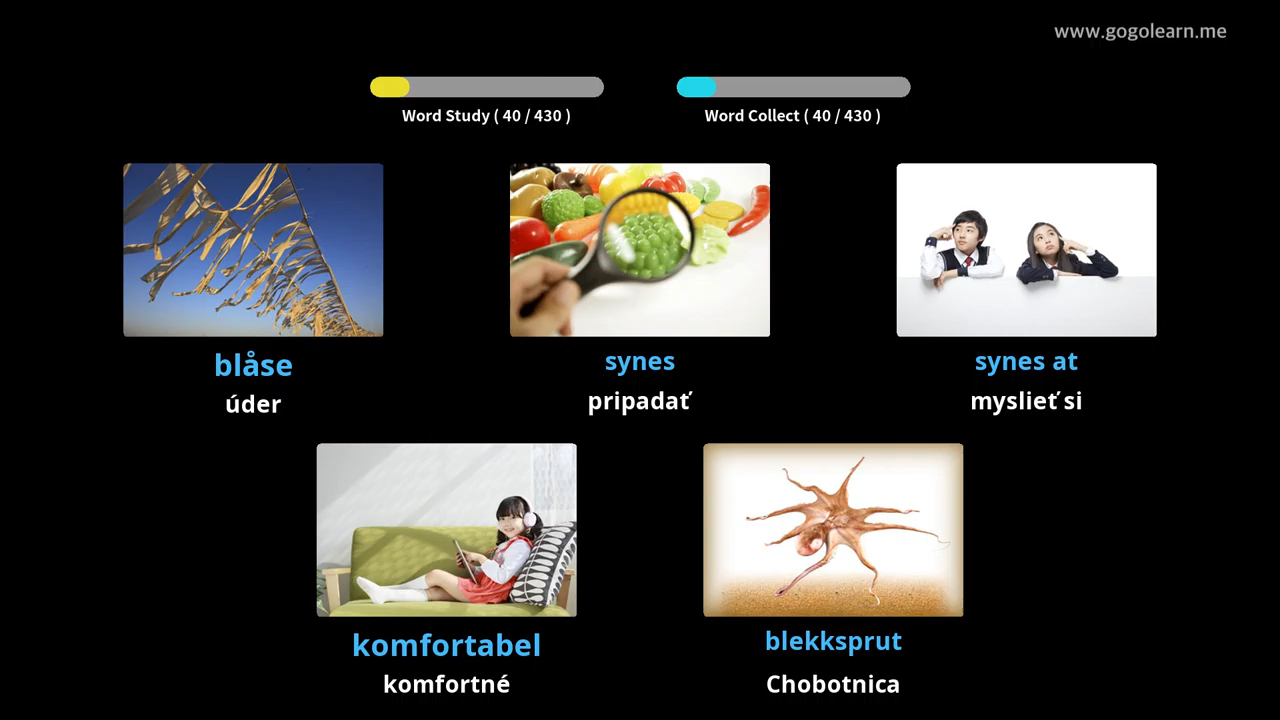 www.gogolearn.me
Word Study ( 40 / 430 )
Word Collect ( 40 / 430 )
blåse
úder
synes
pripadať
synes at
myslieť si
komfortabel
komfortné
blekksprut
Chobotnica